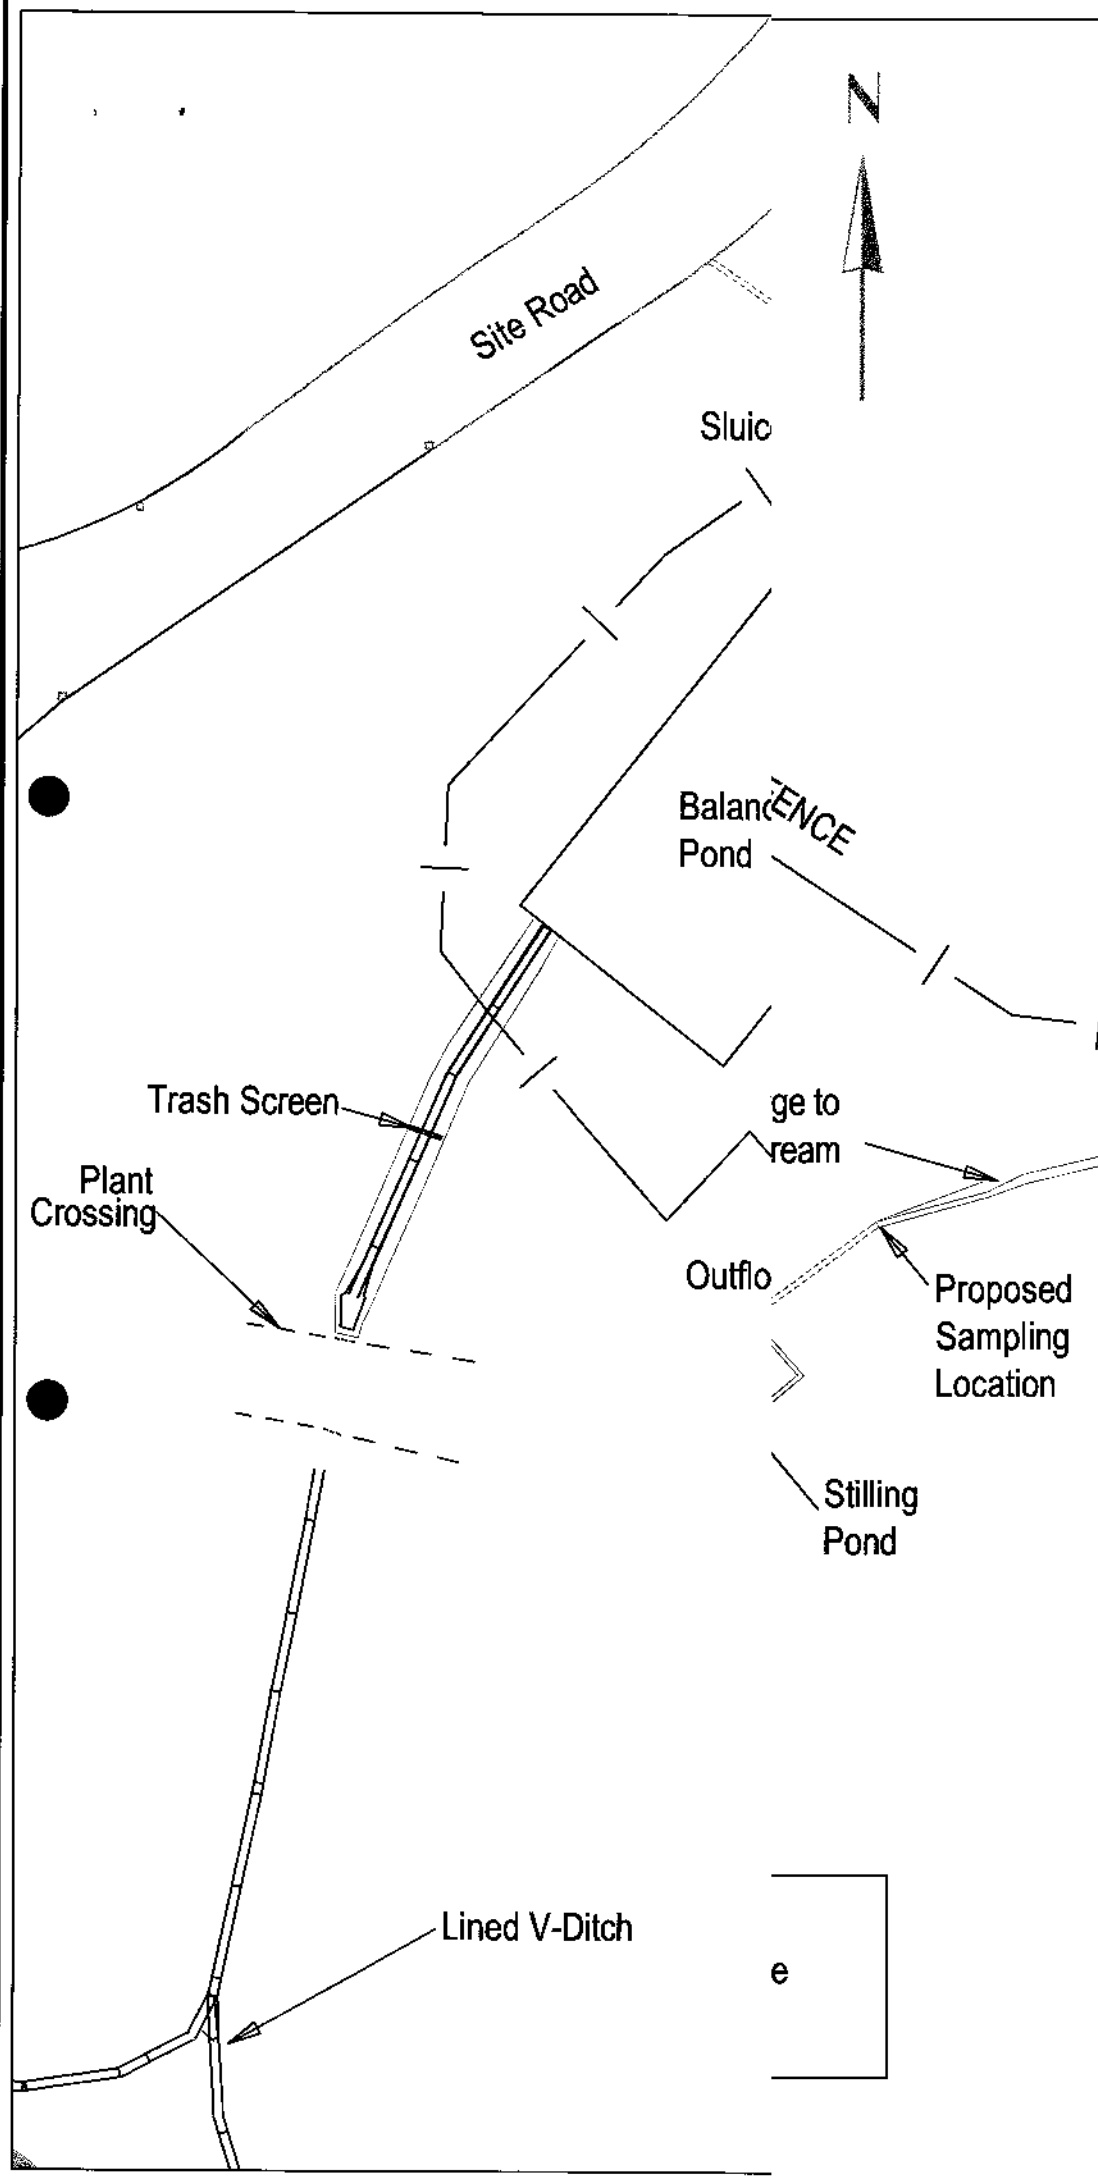 N
Site Road
Sluic
Balanc
Pond
ENCE
Trash Screen
ge to
ream
Plant
Crossing
Outflo
Proposed
Sampling
Location
Stilling
Pond
Lined V-Ditch
e